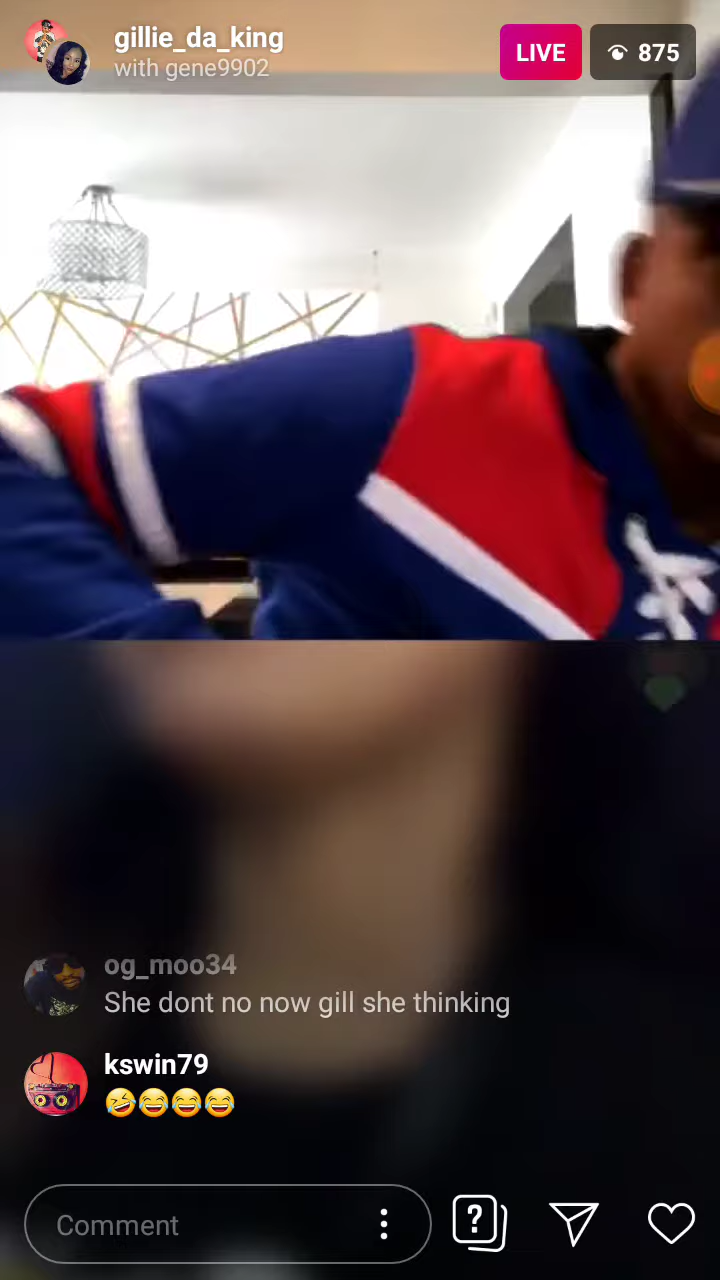 gillie_da_king
LIVE
875
with gene9902
og_moo34
She dont no now gill she thinking
kswin79
🤣😂😂😂
Comment
?